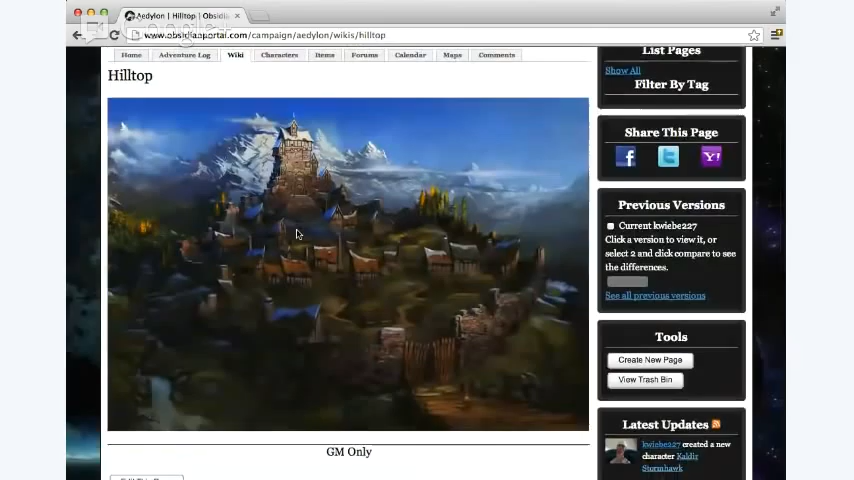 Aedylon | Hilltop | Obsidia
www.obsidianportal.com/campaign/aedylon/wikis/hilltop
Home Adventure Log Wiki Characters Items Forums Calendar Maps Comments
Hilltop
List Pages
Show All
Filter By Tag
Share This Page
Previous Versions
Current kwiebe227
Click a version to view it, or
select 2 and click compare to see
the differences.
See all previous versions
Tools
Create New Page
View Trash Bin
Latest Updates
kwiebe227 created a new
character Kaldir
Stormhawk
GM Only